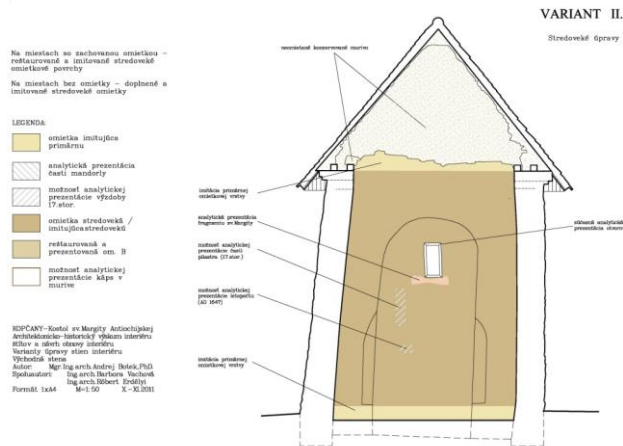 VARIANT II.
Stredoveké úpravy
Na miestach so zachovanou omietkou –
reštaurované a imitované stredoveké
omietkové povrchy
Na miestach bez omietky – doplnené a
imitované stredoveké omietky
LEGENDA:
omietka imitujúca
primárnu
analytická prezentácia
časti mandorly
možnosť analytickej
prezentácie výzdoby
17.stor.
omietka stredoveká /
imitujúca stredovekú
reštaurovaná a
prezentovaná om. B
možnosť analytickej
prezentácie káps v
murive
KOPČANY-Kostol sv.Margity Antiochijskej
Architektonicko-historický výskum interiéru
štítov a návrh obnovy interiéru
Varianty úpravy stien interiéru
Východná stena
Autor: Mgr.Ing.arch.Andrej Botek,PhD.
Spoluautori: Ing.arch.Barbora Vachová
Ing.arch.Róbert Erdélyi
Formát: 1xA4 M=1:50 X.-XI.2011
neomietnuté konzervované murivo
imitácia primárnej
omietkovej vrstvy
analytická prezentácia
fragmentu sv.Margity
možnosť analytickej
prezentácie časti
pilastra (17.stor.)
možnosť analytickej
prezentácie letopočtu
(AD 1647)
imitácia primárnej
omietkovej vrstvy
analytická
prezentácia otvoru